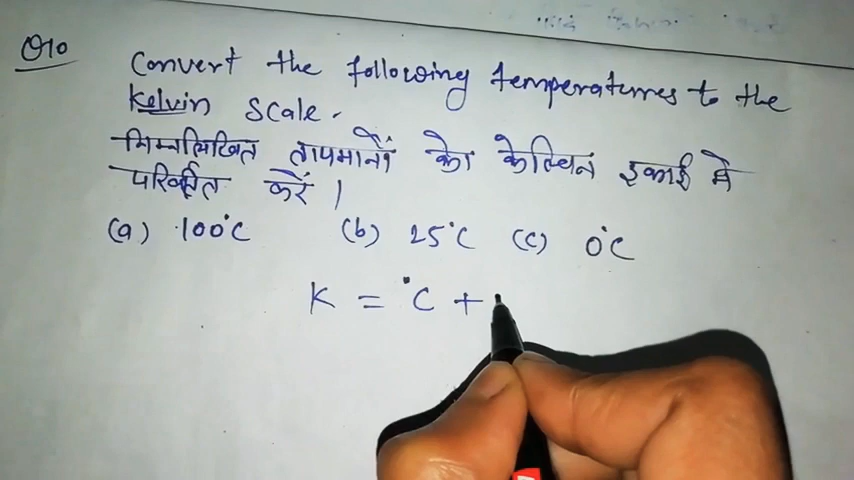 Q10 Convert the following temperatures to the
Kelvin scale.
निम्नलिखित तापमानों को केल्विन इकाई में
परिवर्तित करें।
(a) 100°C (b) 25°C (c) 0°C
K = °C +